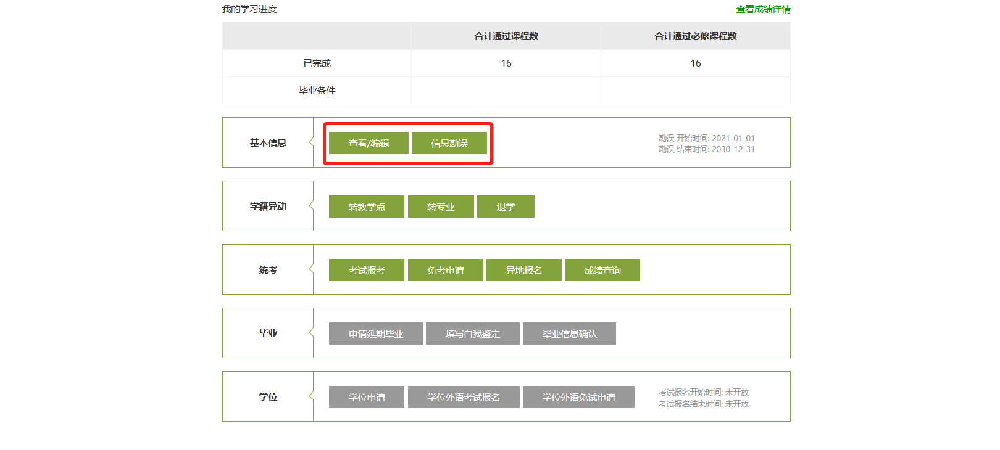 我的学习进度 查看成绩详情
合计通过课程数 合计通过必修课程数
已完成 16 16
毕业条件
基本信息 查看/编辑 信息勘误
勘误 开始时间: 2021-01-01
勘误 结束时间: 2030-12-31
学籍异动 转教学点 转专业 退学
统考 考试报考 免考申请 异地报名 成绩查询
毕业 申请延期毕业 填写自我鉴定 毕业信息确认
学位 学位申请 学位外语考试报名 学位外语免试申请
考试报名开始时间: 未开放
考试报名结束时间: 未开放